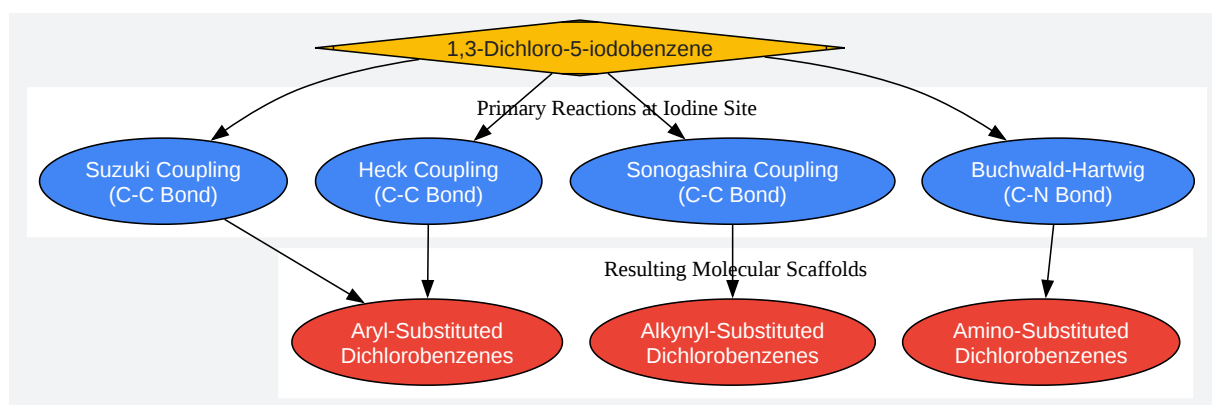 1,3-Dichloro-5-iodobenzene
Primary Reactions at Iodine Site
Suzuki Coupling
(C-C Bond)
Heck Coupling
(C-C Bond)
Sonogashira Coupling
(C-C Bond)
Buchwald-Hartwig
(C-N Bond)
Resulting Molecular Scaffolds
Aryl-Substituted
Dichlorobenzenes
Alkynyl-Substituted
Dichlorobenzenes
Amino-Substituted
Dichlorobenzenes